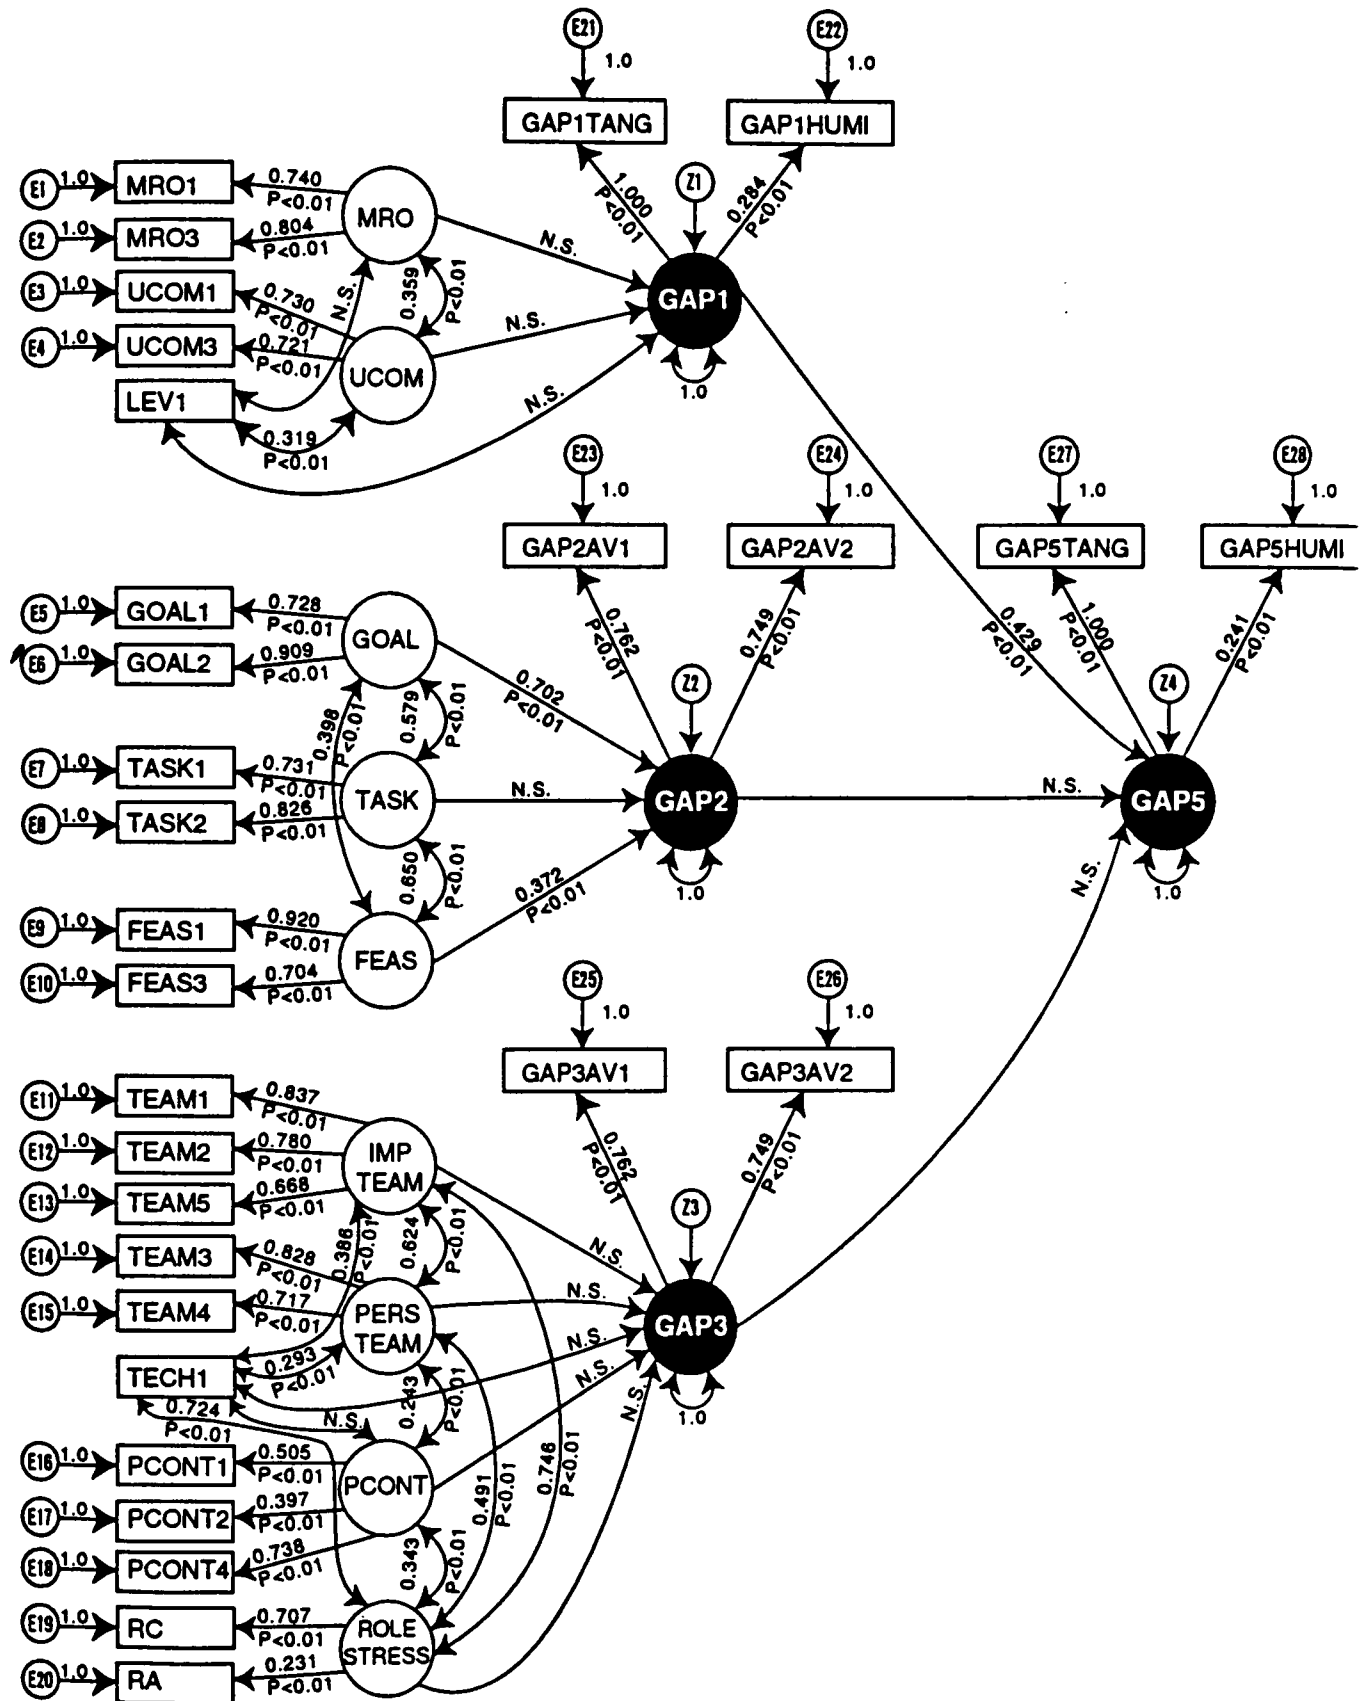 E21
1.0
E22
1.0
GAP1TANG
GAP1HUMI
1.000
P<0.01
0.284
P<0.01
Z1
E1
1.0
MRO1
0.740
P<0.01
MRO
E2
1.0
MRO3
0.804
P<0.01
N.S.
E3
1.0
UCOM1
0.730
P<0.01
N.S.
0.359
P<0.01
GAP1
1.0
E4
1.0
UCOM3
0.721
P<0.01
UCOM
N.S.
LEV1
0.319
P<0.01
N.S.
E23
1.0
E24
1.0
E27
1.0
E28
1.0
GAP2AV1
GAP2AV2
GAP5TANG
GAP5HUMI
0.762
P<0.01
0.749
P<0.01
0.429
P<0.01
1.000
P<0.01
0.241
P<0.01
E5
1.0
GOAL1
0.728
P<0.01
GOAL
E6
1.0
GOAL2
0.909
P<0.01
0.702
P<0.01
Z2
Z4
0.398
P<0.01
0.579
P<0.01
E7
1.0
TASK1
0.731
P<0.01
TASK
N.S.
GAP2
1.0
N.S.
GAP5
1.0
E8
1.0
TASK2
0.826
P<0.01
0.650
P<0.01
0.372
P<0.01
N.S.
E9
1.0
FEAS1
0.920
P<0.01
FEAS
E10
1.0
FEAS3
0.704
P<0.01
E25
1.0
E26
1.0
GAP3AV1
GAP3AV2
0.762
P<0.01
0.749
P<0.01
E11
1.0
TEAM1
0.837
P<0.01
E12
1.0
TEAM2
0.780
P<0.01
IMP
TEAM
E13
1.0
TEAM5
0.668
P<0.01
Z3
0.386
P<0.01
0.624
P<0.01
N.S.
E14
1.0
TEAM3
0.828
P<0.01
E15
1.0
TEAM4
0.717
P<0.01
PERS
TEAM
N.S.
GAP3
1.0
TECH1
0.293
P<0.01
N.S.
0.243
P<0.01
N.S.
N.S.
0.724
P<0.01
N.S.
E16
1.0
PCONT1
0.505
P<0.01
PCONT
0.491
P<0.01
0.746
P<0.01
E17
1.0
PCONT2
0.397
P<0.01
E18
1.0
PCONT4
0.738
P<0.01
0.343
P<0.01
E19
1.0
RC
0.707
P<0.01
ROLE
STRESS
E20
1.0
RA
0.231
P<0.01